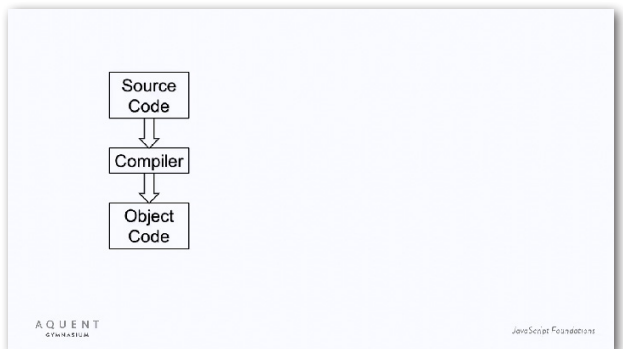 Source
Code
Compiler
Object
Code
AQUENT
GYMNASIUM
JavaScript Foundations